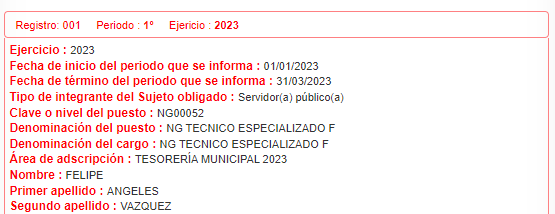 Registro: 001 Periodo : 1º Ejericio : 2023
Ejercicio : 2023
Fecha de inicio del periodo que se informa : 01/01/2023
Fecha de término del periodo que se informa : 31/03/2023
Tipo de integrante del Sujeto obligado : Servidor(a) público(a)
Clave o nivel del puesto : NG00052
Denominación del puesto : NG TECNICO ESPECIALIZADO F
Denominación del cargo : NG TECNICO ESPECIALIZADO F
Área de adscripción : TESORERÍA MUNICIPAL 2023
Nombre : FELIPE
Primer apellido : ANGELES
Segundo apellido : VAZQUEZ